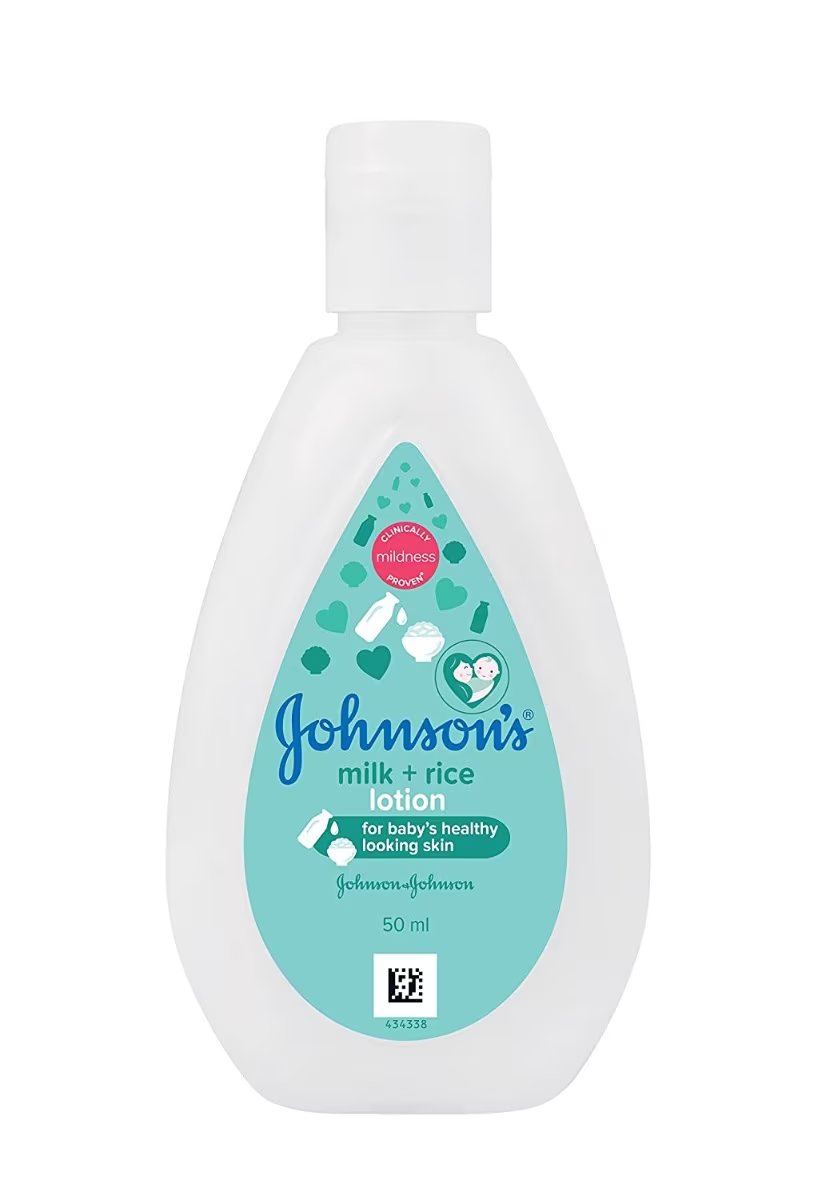 CLINICALLY
mildness
PROVEN*
Johnson's®
milk + rice
lotion
for baby's healthy
looking skin
Johnson+Johnson
50 ml
434338